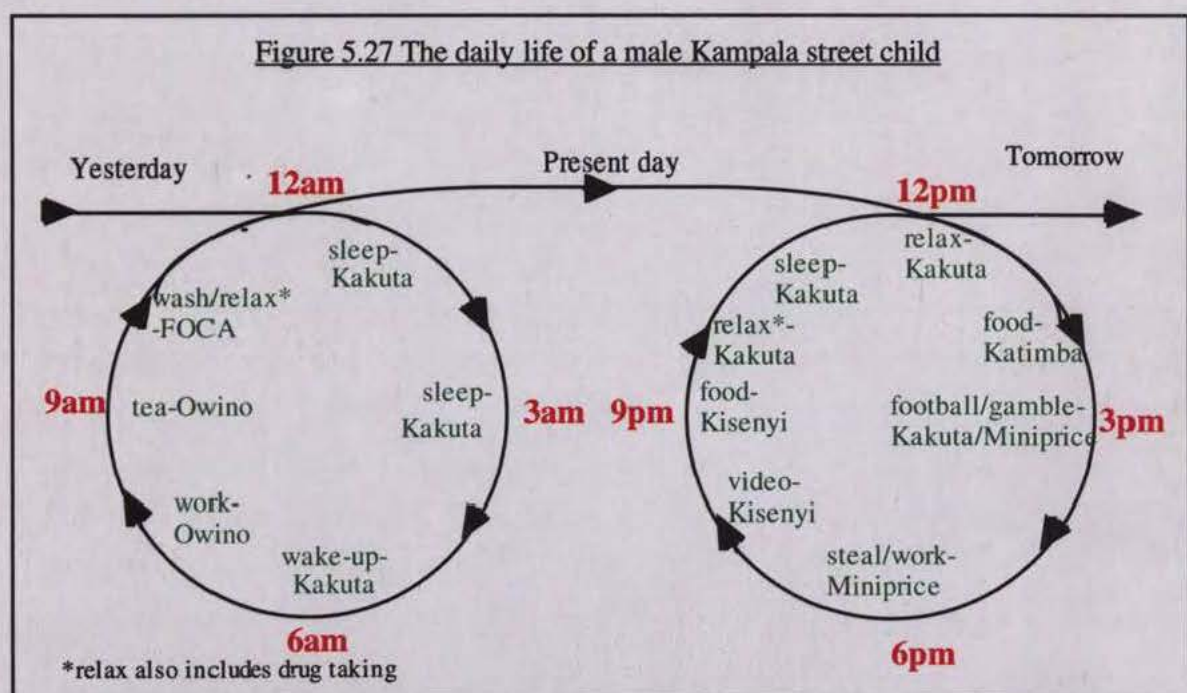 Figure 5.27 The daily life of a male Kampala street child
Yesterday
Present day
Tomorrow
12am
sleep-
Kakuta
sleep-
Kakuta
3am
wake-up-
Kakuta
6am
work-
Owino
tea-Owino
9am
wash/relax*
-FOCA
12pm
relax-
Kakuta
food-
Katimba
football/gamble-
Kakuta/Miniprice
3pm
steal/work-
Miniprice
6pm
video-
Kisenyi
food-
Kisenyi
9pm
relax*-
Kakuta
sleep-
Kakuta
*relax also includes drug taking